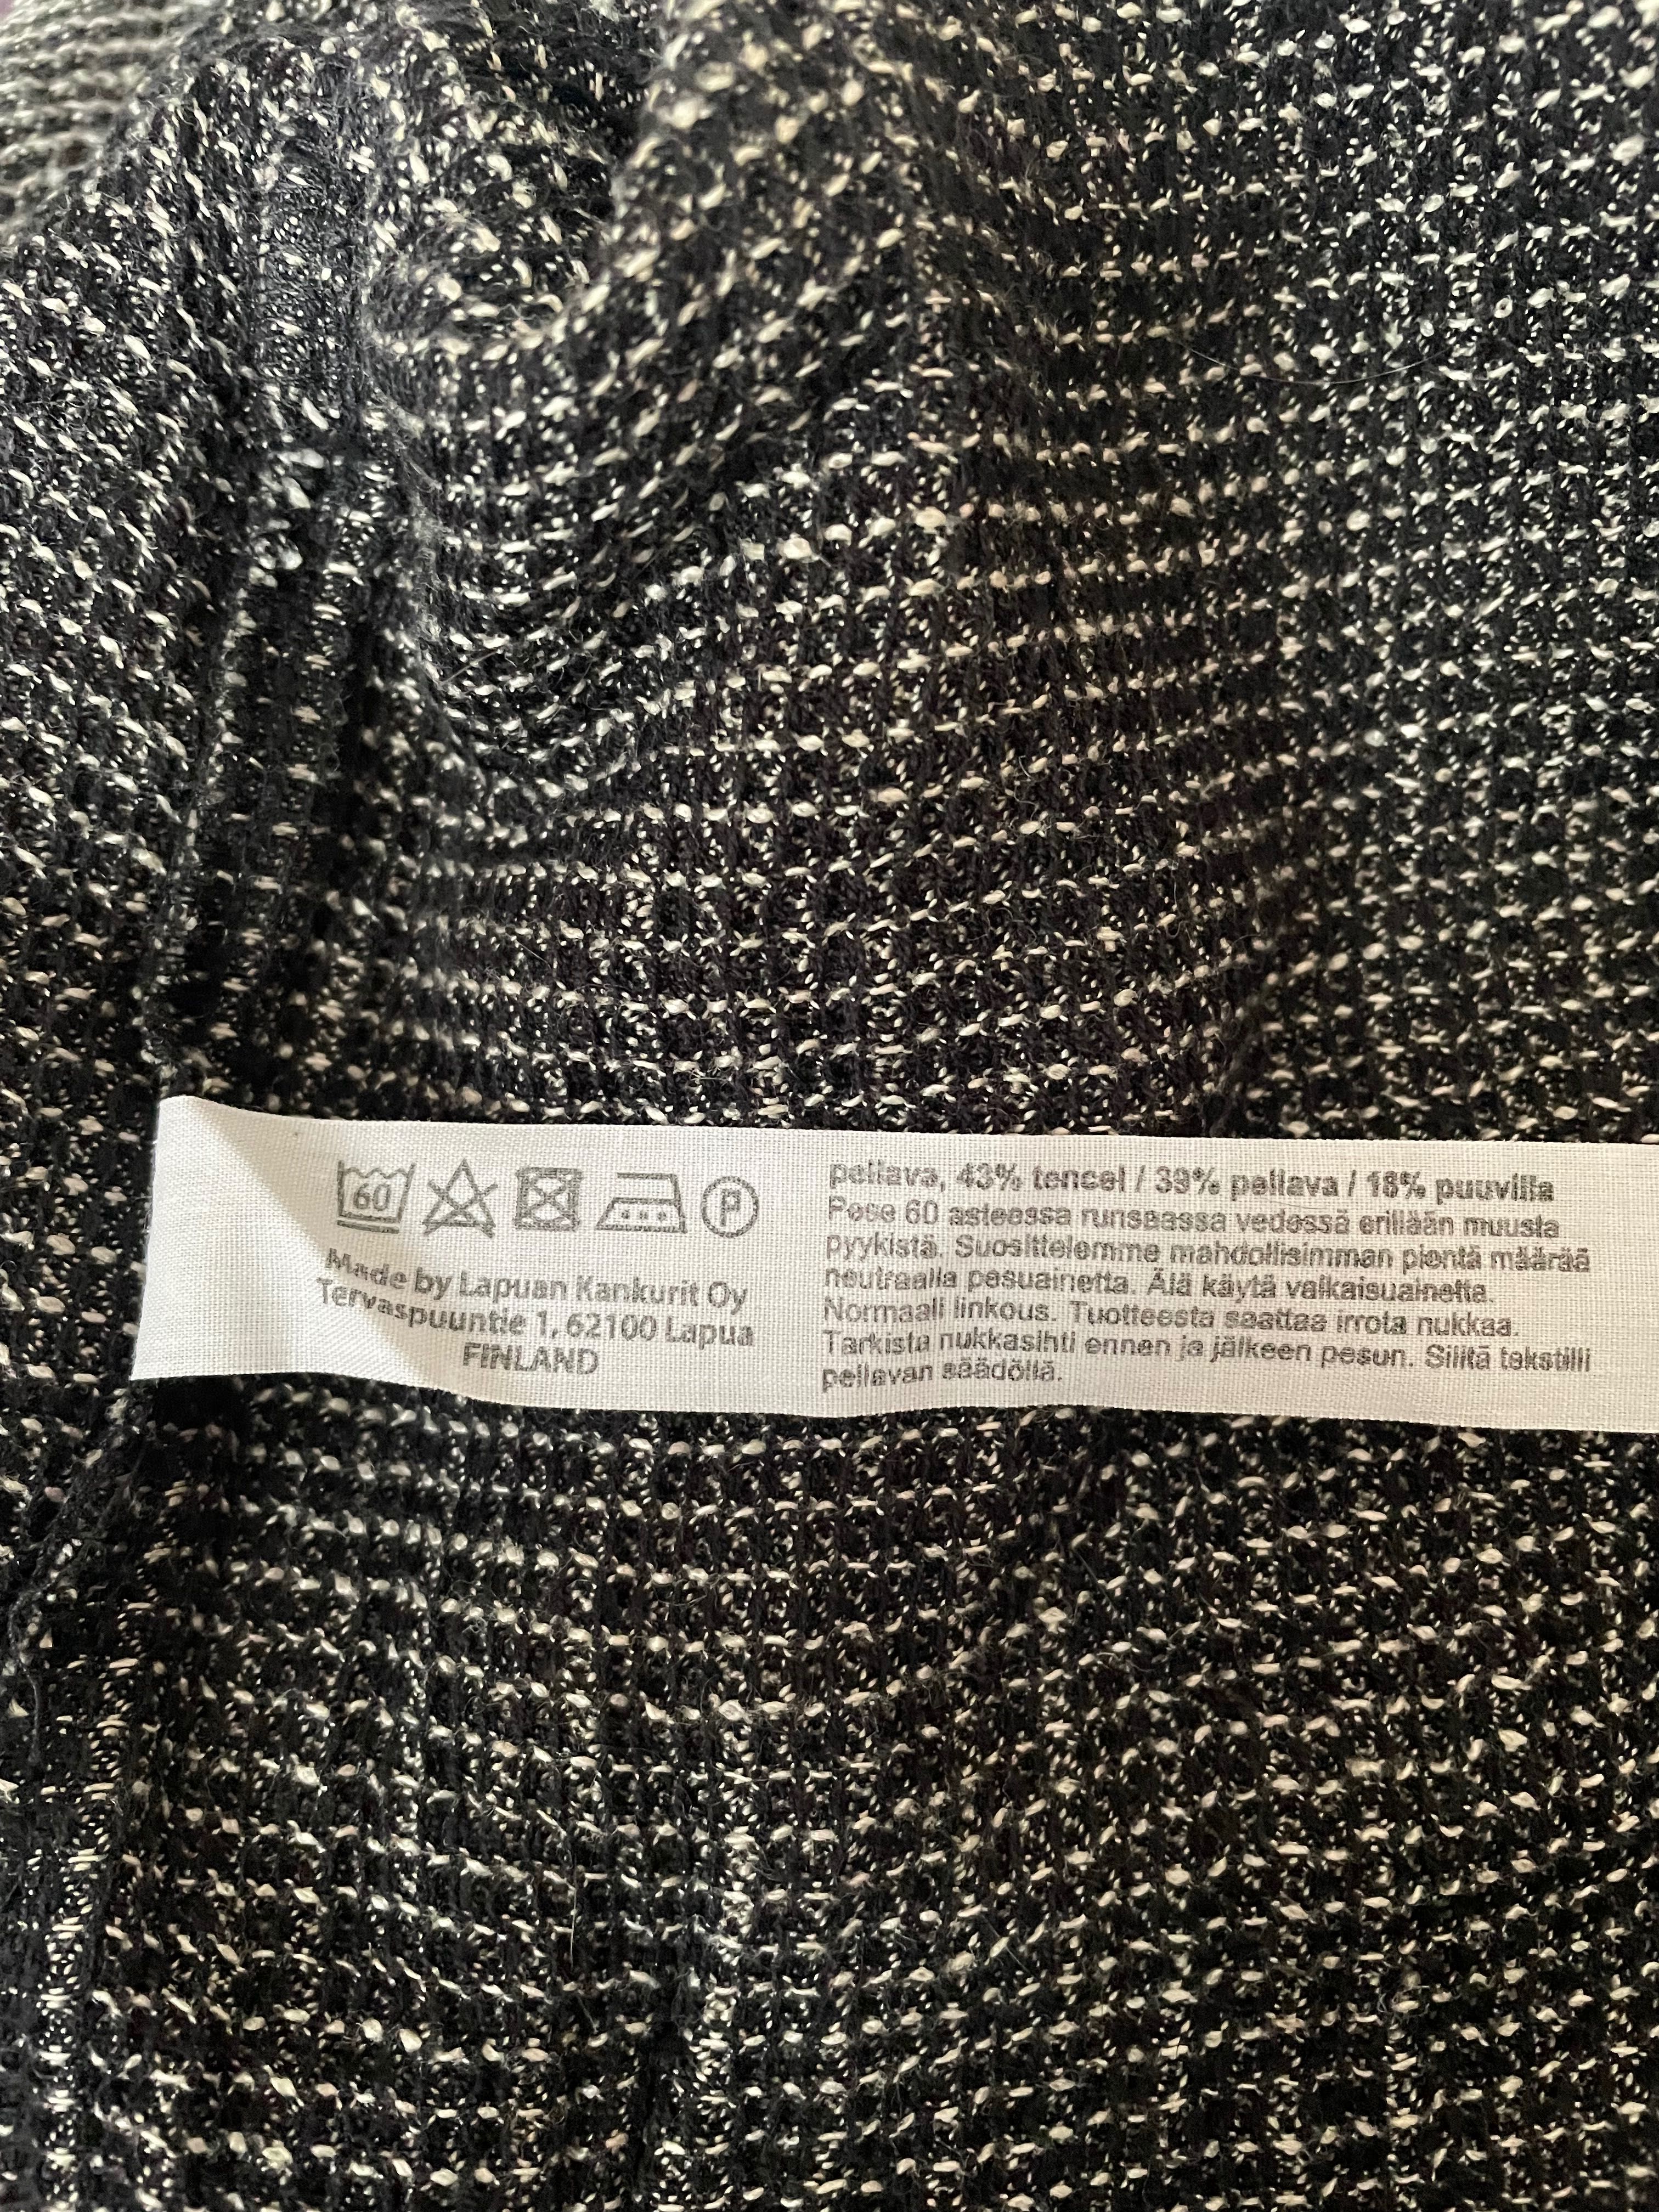 60
P
Made by Lapuan Kankurit Oy
Tervaspuuntie 1, 62100 Lapua
FINLAND
pellava, 43% tencel / 39% pellava / 18% puuvilla
Pese 60 asteessa runsaassa vedessä erillään muusta
pyykistä. Suosittelemme mahdollisimman pientä määrää
neutraalia pesuainetta. Älä käytä valkaisuainetta.
Normaali linkous. Tuotteesta saattaa irrota nukkaa.
Tarkista nukkasihti ennen ja jälkeen pesun. Silitä tekstiili
pellavan säädöllä.